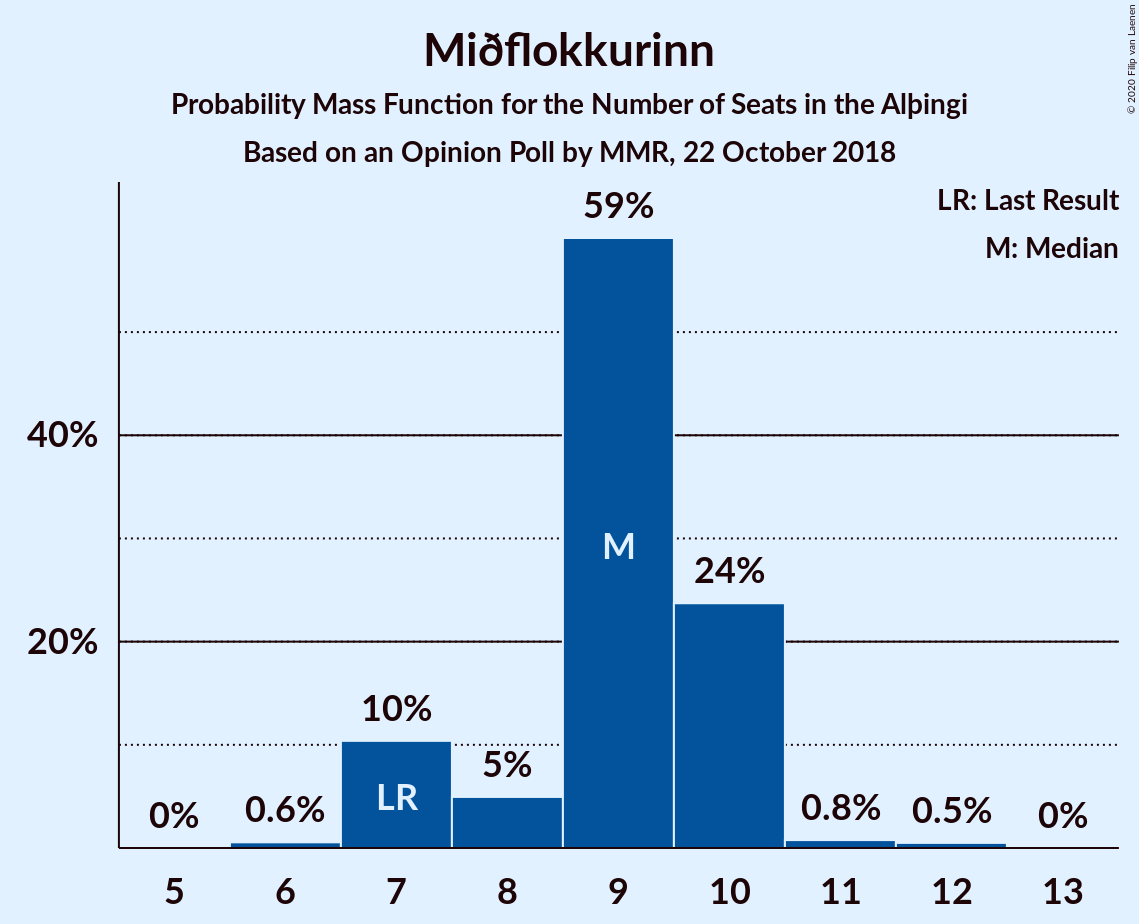 Miðflokkurinn
Probability Mass Function for the Number of Seats in the Alþingi
Based on an Opinion Poll by MMR, 22 October 2018
© 2020 Filip van Laenen
LR: Last Result
M: Median
59%
40%
M
24%
20%
10%
5%
LR
0%
0.6%
0.8%
0.5%
0%
5 6 7 8 9 10 11 12 13